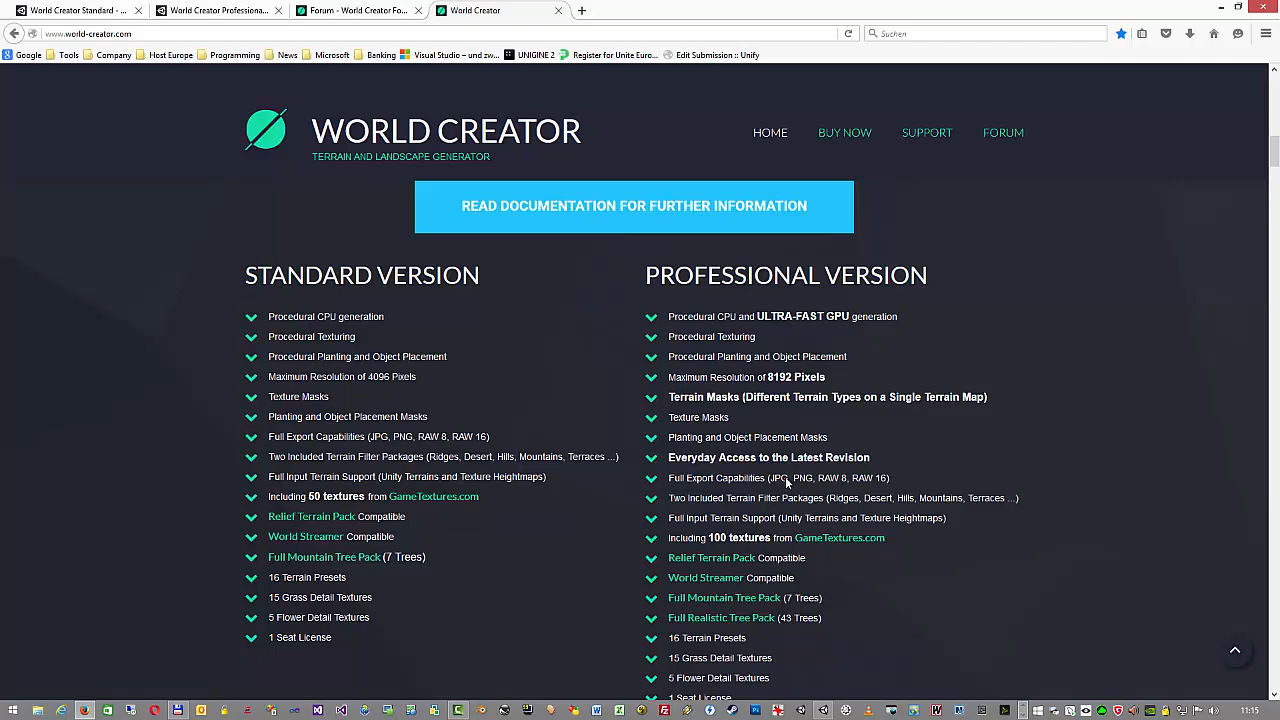 World Creator Standard - ...
World Creator Professiona...
Forum - World Creator Fo...
World Creator
www.world-creator.com
Suchen
Google
Tools
Company
Host Europe
Programming
News
Microsoft
Banking
Visual Studio – und zw...
UNIGINE 2
Register for Unite Euro...
Edit Submission :: Unify
WORLD CREATOR
TERRAIN AND LANDSCAPE GENERATOR
HOME
BUY NOW
SUPPORT
FORUM
READ DOCUMENTATION FOR FURTHER INFORMATION
STANDARD VERSION
Procedural CPU generation
Procedural Texturing
Procedural Planting and Object Placement
Maximum Resolution of 4096 Pixels
Texture Masks
Planting and Object Placement Masks
Full Export Capabilities (JPG, PNG, RAW 8, RAW 16)
Two Included Terrain Filter Packages (Ridges, Desert, Hills, Mountains, Terraces ...)
Full Input Terrain Support (Unity Terrains and Texture Heightmaps)
Including 50 textures from GameTextures.com
Relief Terrain Pack Compatible
World Streamer Compatible
Full Mountain Tree Pack (7 Trees)
16 Terrain Presets
15 Grass Detail Textures
5 Flower Detail Textures
1 Seat License
PROFESSIONAL VERSION
Procedural CPU and ULTRA-FAST GPU generation
Procedural Texturing
Procedural Planting and Object Placement
Maximum Resolution of 8192 Pixels
Terrain Masks (Different Terrain Types on a Single Terrain Map)
Texture Masks
Planting and Object Placement Masks
Everyday Access to the Latest Revision
Full Export Capabilities (JPG, PNG, RAW 8, RAW 16)
Two Included Terrain Filter Packages (Ridges, Desert, Hills, Mountains, Terraces ...)
Full Input Terrain Support (Unity Terrains and Texture Heightmaps)
Including 100 textures from GameTextures.com
Relief Terrain Pack Compatible
World Streamer Compatible
Full Mountain Tree Pack (7 Trees)
Full Realistic Tree Pack (43 Trees)
16 Terrain Presets
15 Grass Detail Textures
5 Flower Detail Textures
1 Seat License
11:15